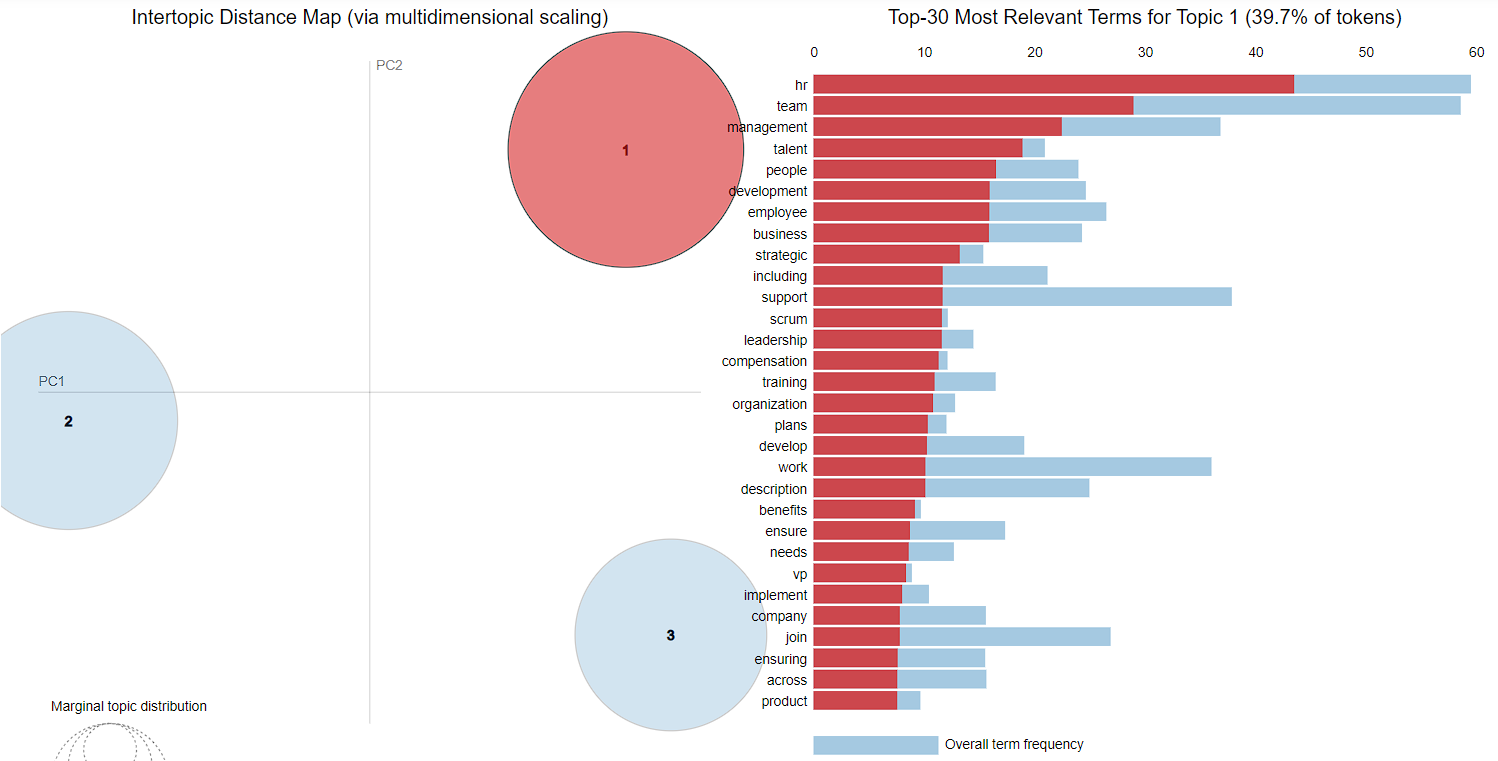 Intertopic Distance Map (via multidimensional scaling)
PC2
1
PC1
2
3
Marginal topic distribution
Top-30 Most Relevant Terms for Topic 1 (39.7% of tokens)
0 10 20 30 40 50 60
hr
team
management
talent
people
development
employee
business
strategic
including
support
scrum
leadership
compensation
training
organization
plans
develop
work
description
benefits
ensure
needs
vp
implement
company
join
ensuring
across
product
Overall term frequency